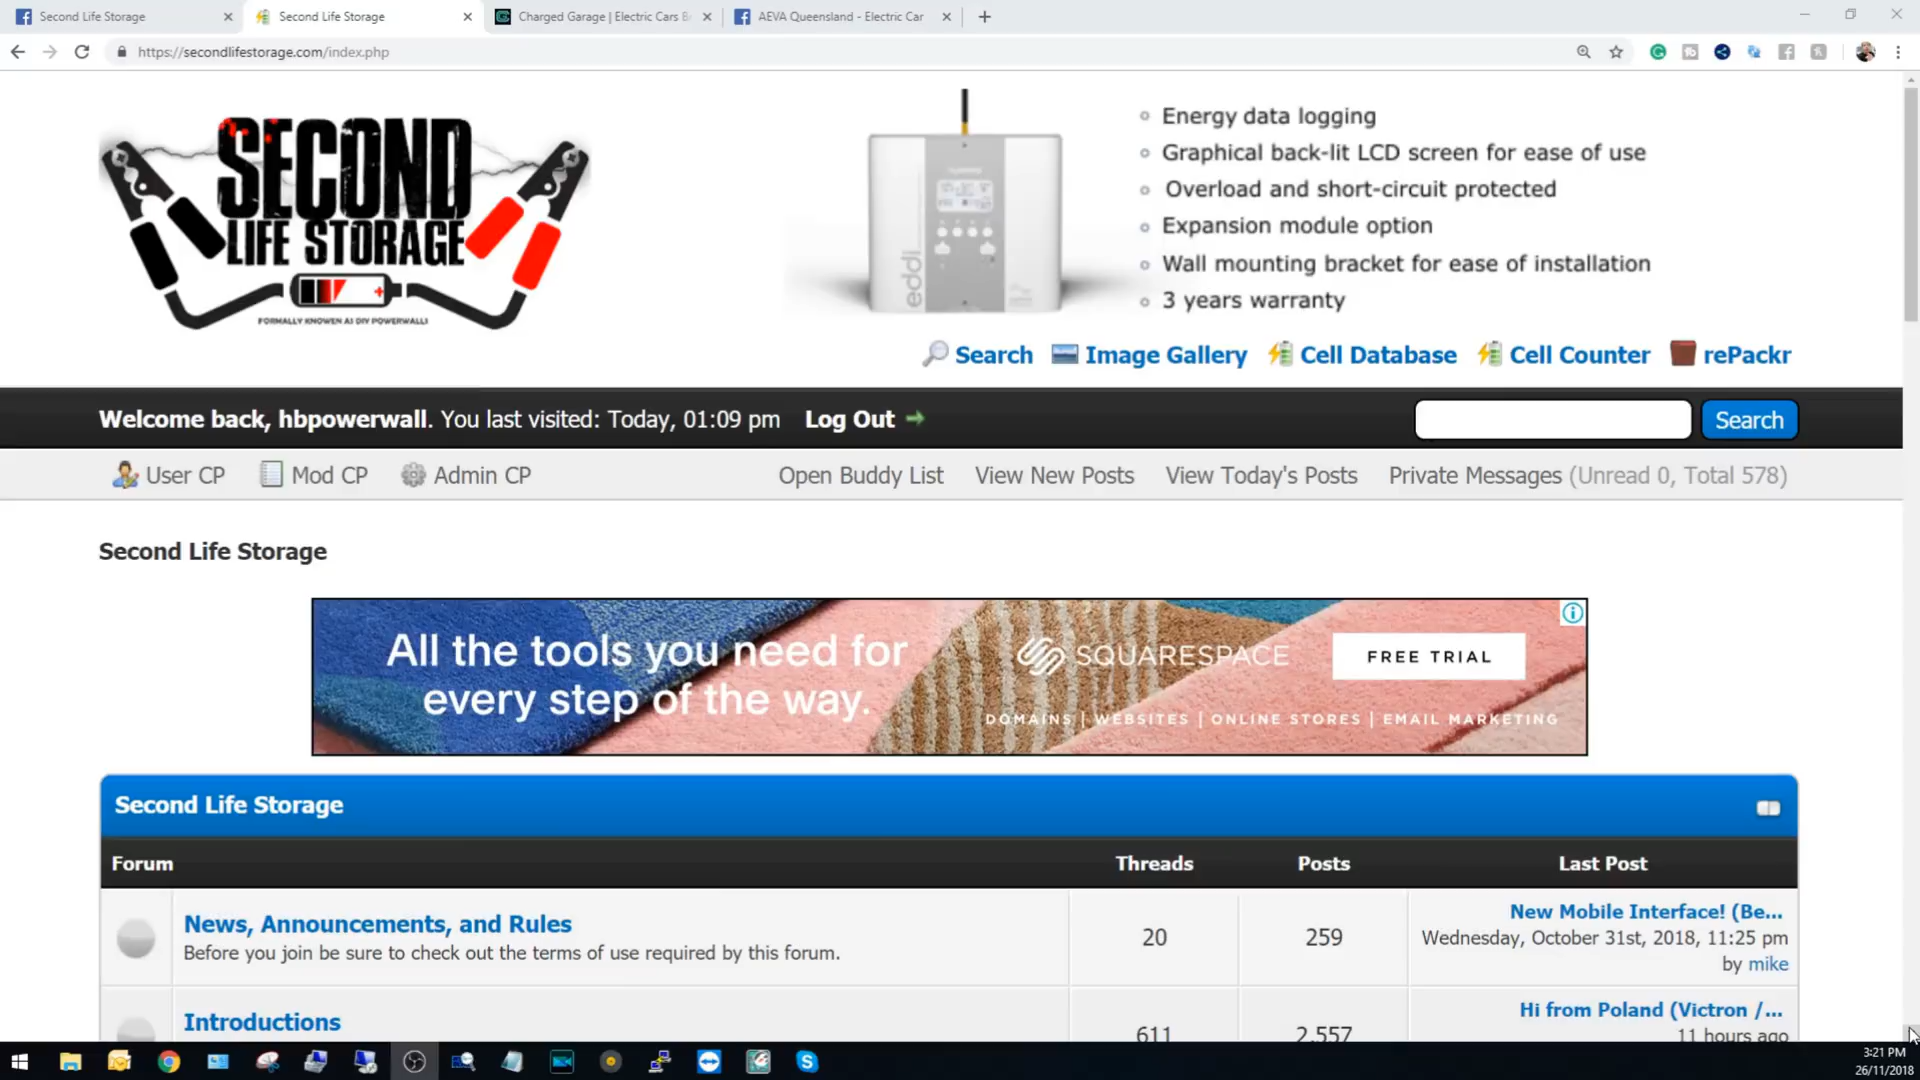 Second Life Storage
Second Life Storage
Charged Garage | Electric Cars &
AEVA Queensland - Electric Car
https://secondlifestorage.com/index.php
SECOND
LIFE STORAGE
FORMALLY KNOWEN AS DIY POWERWALLS
eddi
Energy data logging
Graphical back-lit LCD screen for ease of use
Overload and short-circuit protected
Expansion module option
Wall mounting bracket for ease of installation
3 years warranty
Search Image Gallery Cell Database Cell Counter rePackr
Welcome back, hbpowerwall. You last visited: Today, 01:09 pm Log Out
Search
User CP Mod CP Admin CP Open Buddy List View New Posts View Today's Posts Private Messages (Unread 0, Total 578)
Second Life Storage
All the tools you need for
every step of the way.
SQUARESPACE
FREE TRIAL
DOMAINS | WEBSITES | ONLINE STORES | EMAIL MARKETING
Second Life Storage
Forum Threads Posts Last Post
News, Announcements, and Rules
Before you join be sure to check out the terms of use required by this forum.
20
259
New Mobile Interface! (Be...
Wednesday, October 31st, 2018, 11:25 pm
by mike
Introductions
611
2,557
Hi from Poland (Victron /...
11 hours ago
3:21 PM
26/11/2018